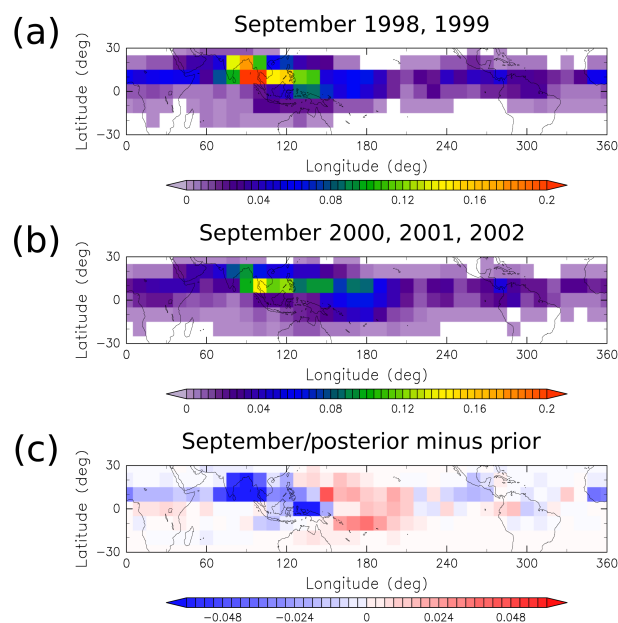 (a)
September 1998, 1999
Latitude (deg)
30
0
−30
0 60 120 180 240 300 360
Longitude (deg)
0 0.04 0.08 0.12 0.16 0.2
(b)
September 2000, 2001, 2002
Latitude (deg)
30
0
−30
0 60 120 180 240 300 360
Longitude (deg)
0 0.04 0.08 0.12 0.16 0.2
(c)
September/posterior minus prior
Latitude (deg)
30
0
−30
0 60 120 180 240 300 360
Longitude (deg)
−0.048 −0.024 0 0.024 0.048